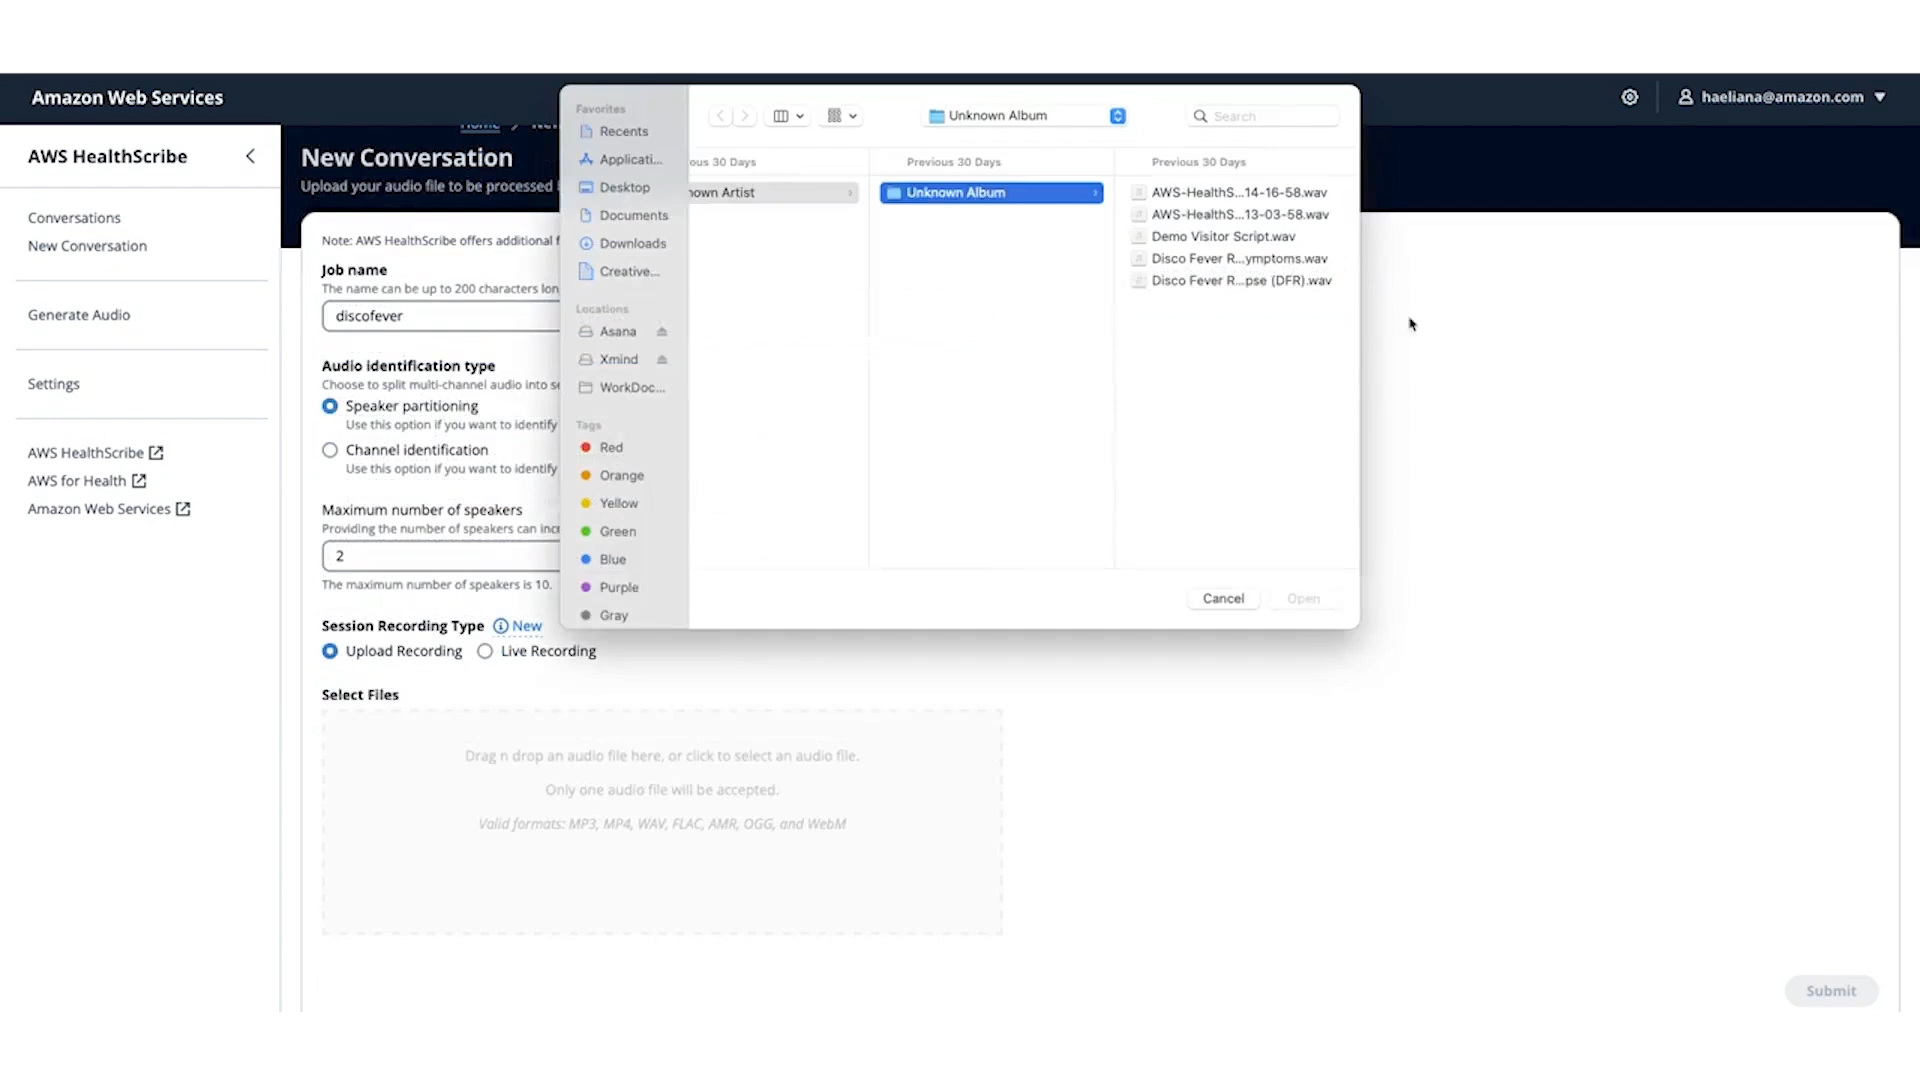 Amazon Web Services
haeliana@amazon.com
AWS HealthScribe
Conversations
New Conversation
Generate Audio
Settings
AWS HealthScribe
AWS for Health
Amazon Web Services
Home
New Conversation
Upload your audio file to be processed
Note: AWS HealthScribe offers additional f
Job name
The name can be up to 200 characters lon
discofever
Audio identification type
Choose to split multi-channel audio into se
Speaker partitioning
Use this option if you want to identify
Channel identification
Use this option if you want to identify
Maximum number of speakers
Providing the number of speakers can inc
2
The maximum number of speakers is 10.
Session Recording Type New
Upload Recording Live Recording
Select Files
Drag n drop an audio file here, or click to select an audio file.
Only one audio file will be accepted.
Valid formats: MP3, MP4, WAV, FLAC, AMR, OGG, and WebM
Submit
Favorites
Recents
Applicati...
Desktop
Documents
Downloads
Creative...
Locations
Asana
Xmind
WorkDoc...
Tags
Red
Orange
Yellow
Green
Blue
Purple
Gray
Unknown Album
Search
ous 30 Days
nown Artist
Previous 30 Days
Unknown Album
Previous 30 Days
AWS-HealthS...14-16-58.wav
AWS-HealthS...13-03-58.wav
Demo Visitor Script.wav
Disco Fever R...ymptoms.wav
Disco Fever R...pse (DFR).wav
Cancel Open